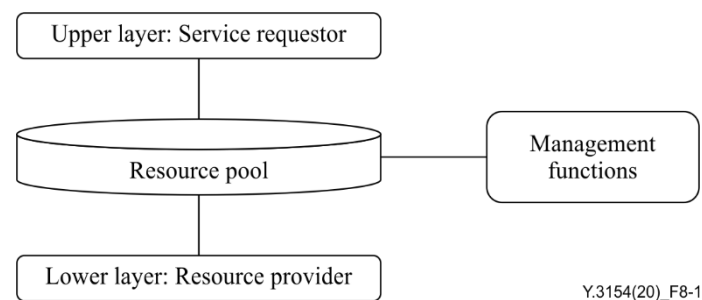 Upper layer: Service requestor
Resource pool
Management
functions
Lower layer: Resource provider
Y.3154(20)_F8-1